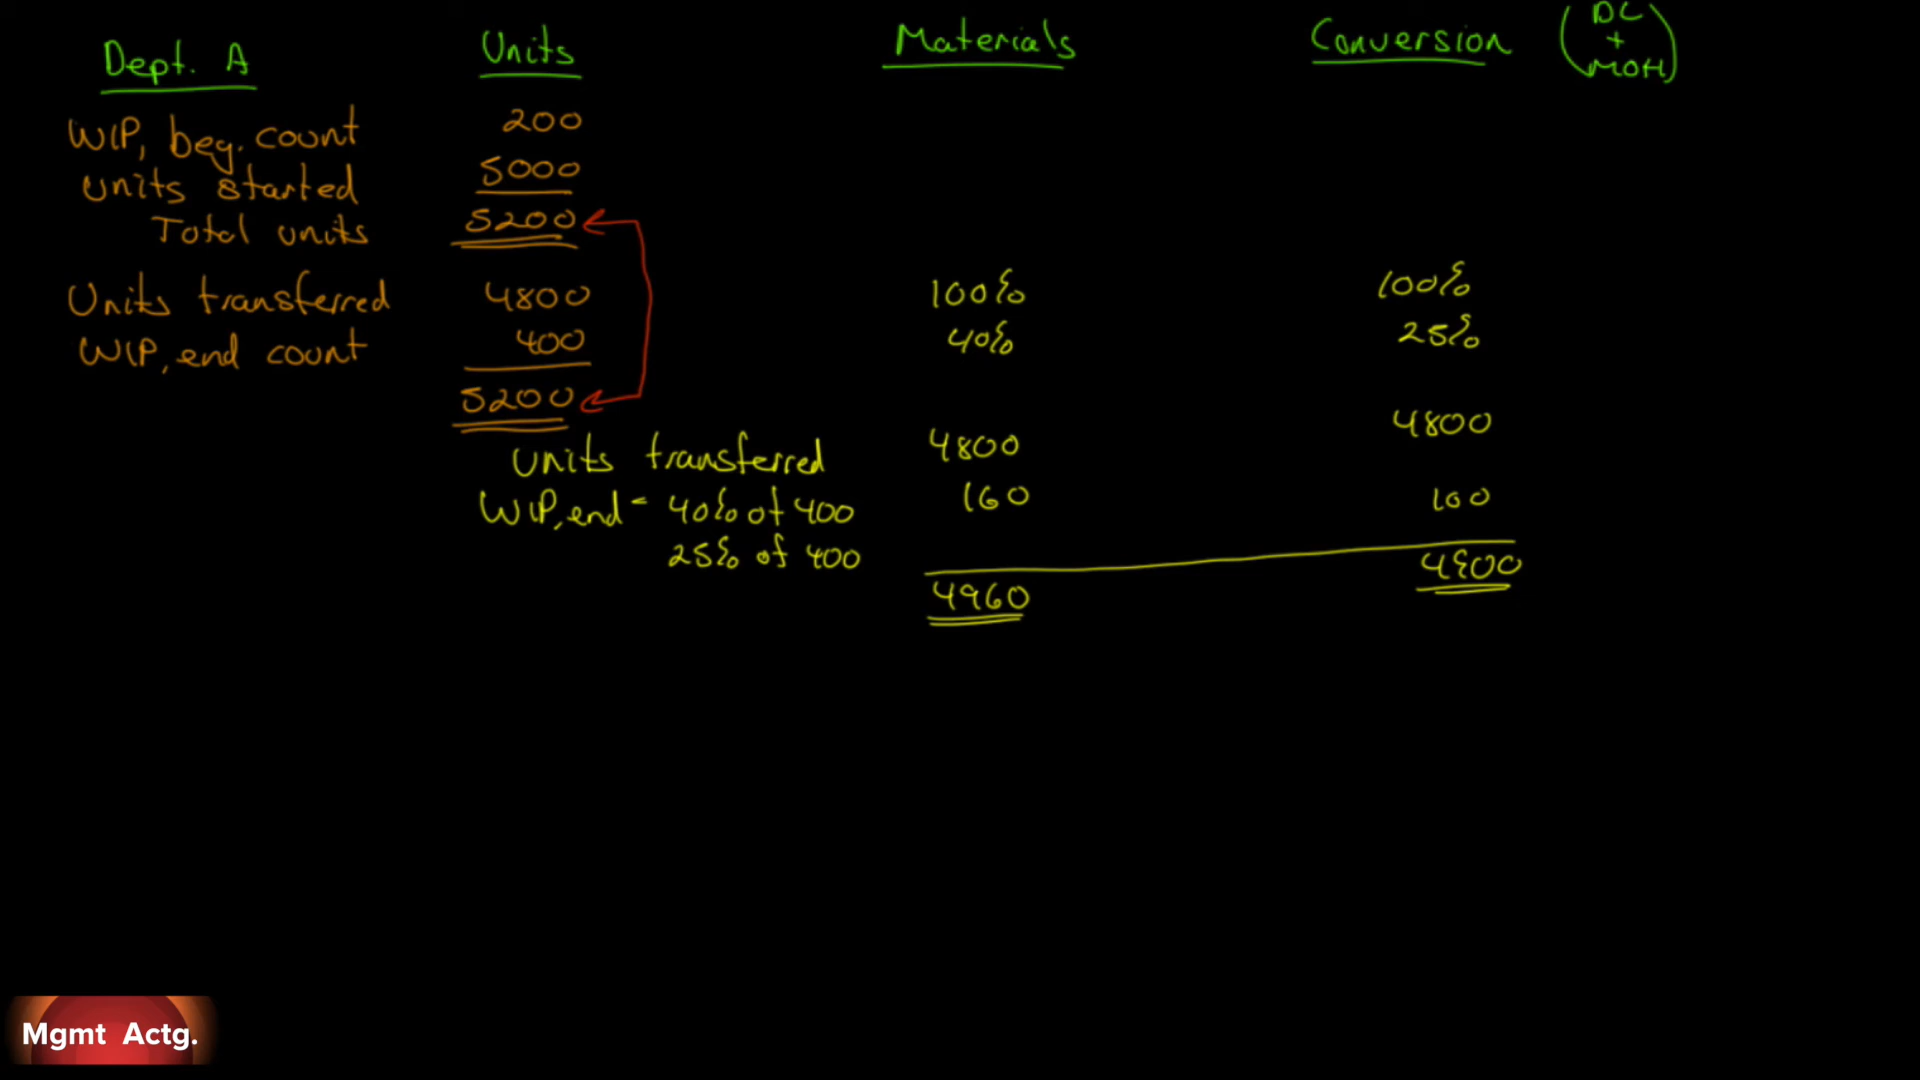 Dept. A Units Materials Conversion (DL + MOH)
WIP, beg. count 200
Units started 5000
Total units 5200
Units transferred 4800 100% 100%
WIP, end count 400 40% 25%
5200
Units transferred 4800 4800
WIP, end - 40% of 400 160 100
25% of 400
4960 4900
Mgmt Actg.